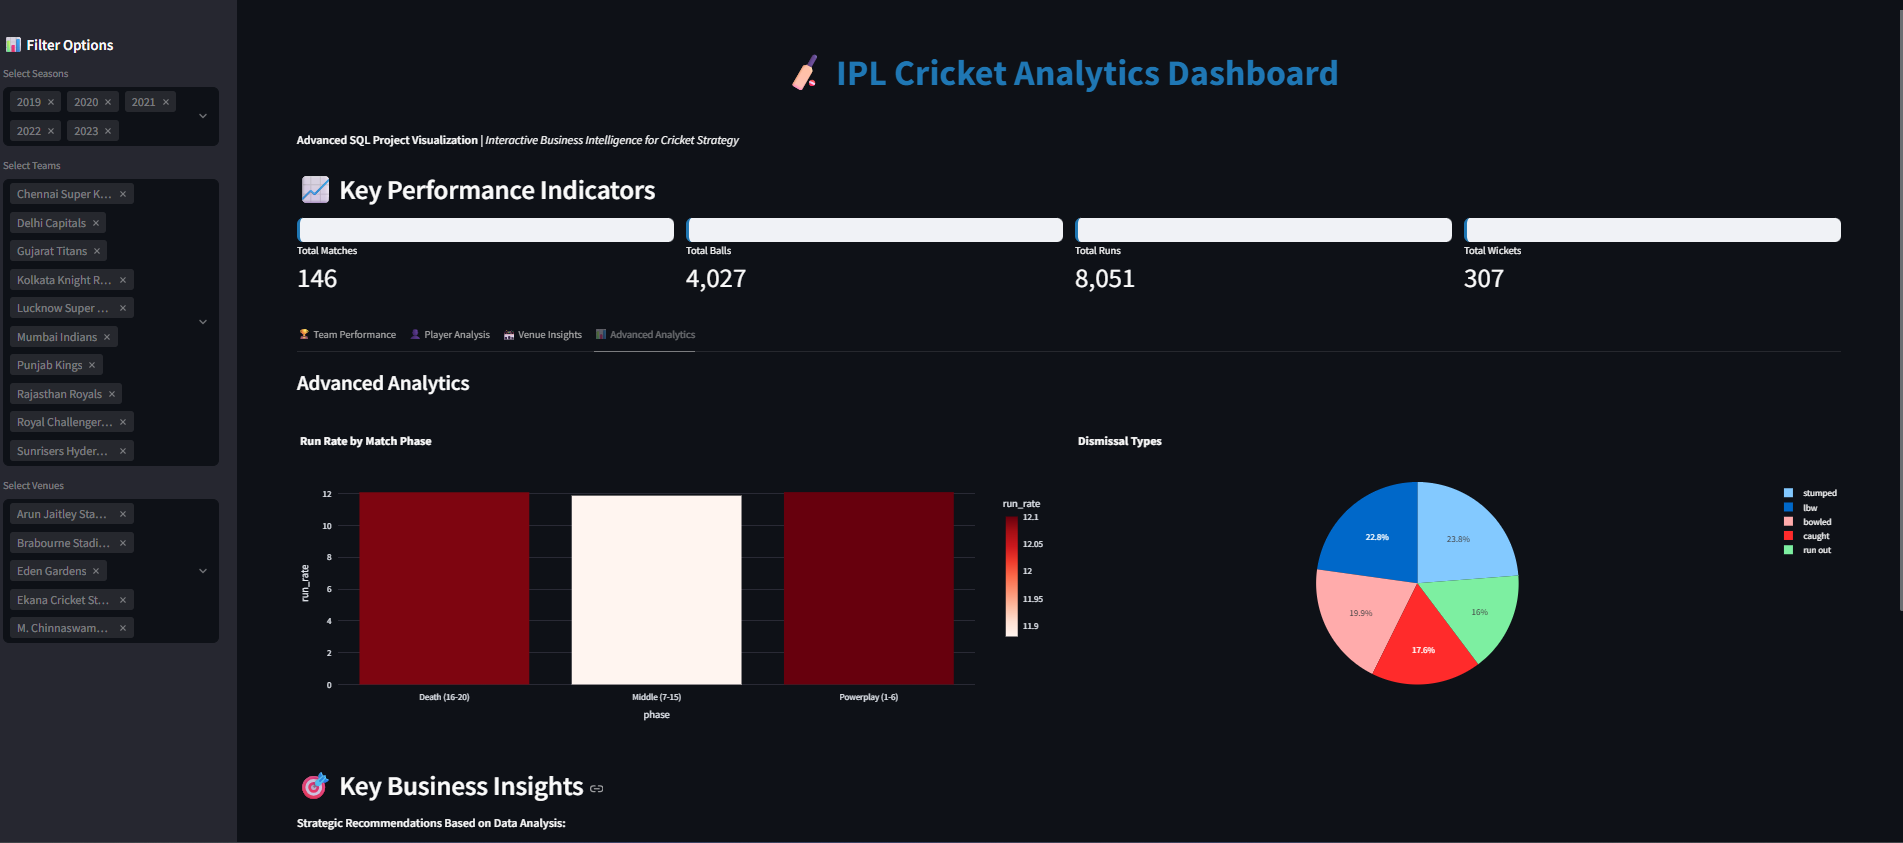 Filter Options
Select Seasons
2019 × 2020 × 2021 ×
2022 × 2023 ×
Select Teams
Chennai Super K... ×
Delhi Capitals ×
Gujarat Titans ×
Kolkata Knight R... ×
Lucknow Super ... ×
Mumbai Indians ×
Punjab Kings ×
Rajasthan Royals ×
Royal Challenger... ×
Sunrisers Hyder... ×
Select Venues
Arun Jaitley Sta... ×
Brabourne Stadi... ×
Eden Gardens ×
Ekana Cricket St... ×
M. Chinnaswam... ×
IPL Cricket Analytics Dashboard
Advanced SQL Project Visualization | Interactive Business Intelligence for Cricket Strategy
Key Performance Indicators
Total Matches
146
Total Balls
4,027
Total Runs
8,051
Total Wickets
307
Team Performance Player Analysis Venue Insights Advanced Analytics
Advanced Analytics
Run Rate by Match Phase
12
10
8
6
4
2
0
run_rate
Death (16-20) Middle (7-15) Powerplay (1-6)
phase
run_rate
12.1
12.05
12
11.95
11.9
Dismissal Types
22.8%
23.8%
19.9%
16%
17.6%
stumped
lbw
bowled
caught
run out
Key Business Insights
Strategic Recommendations Based on Data Analysis: